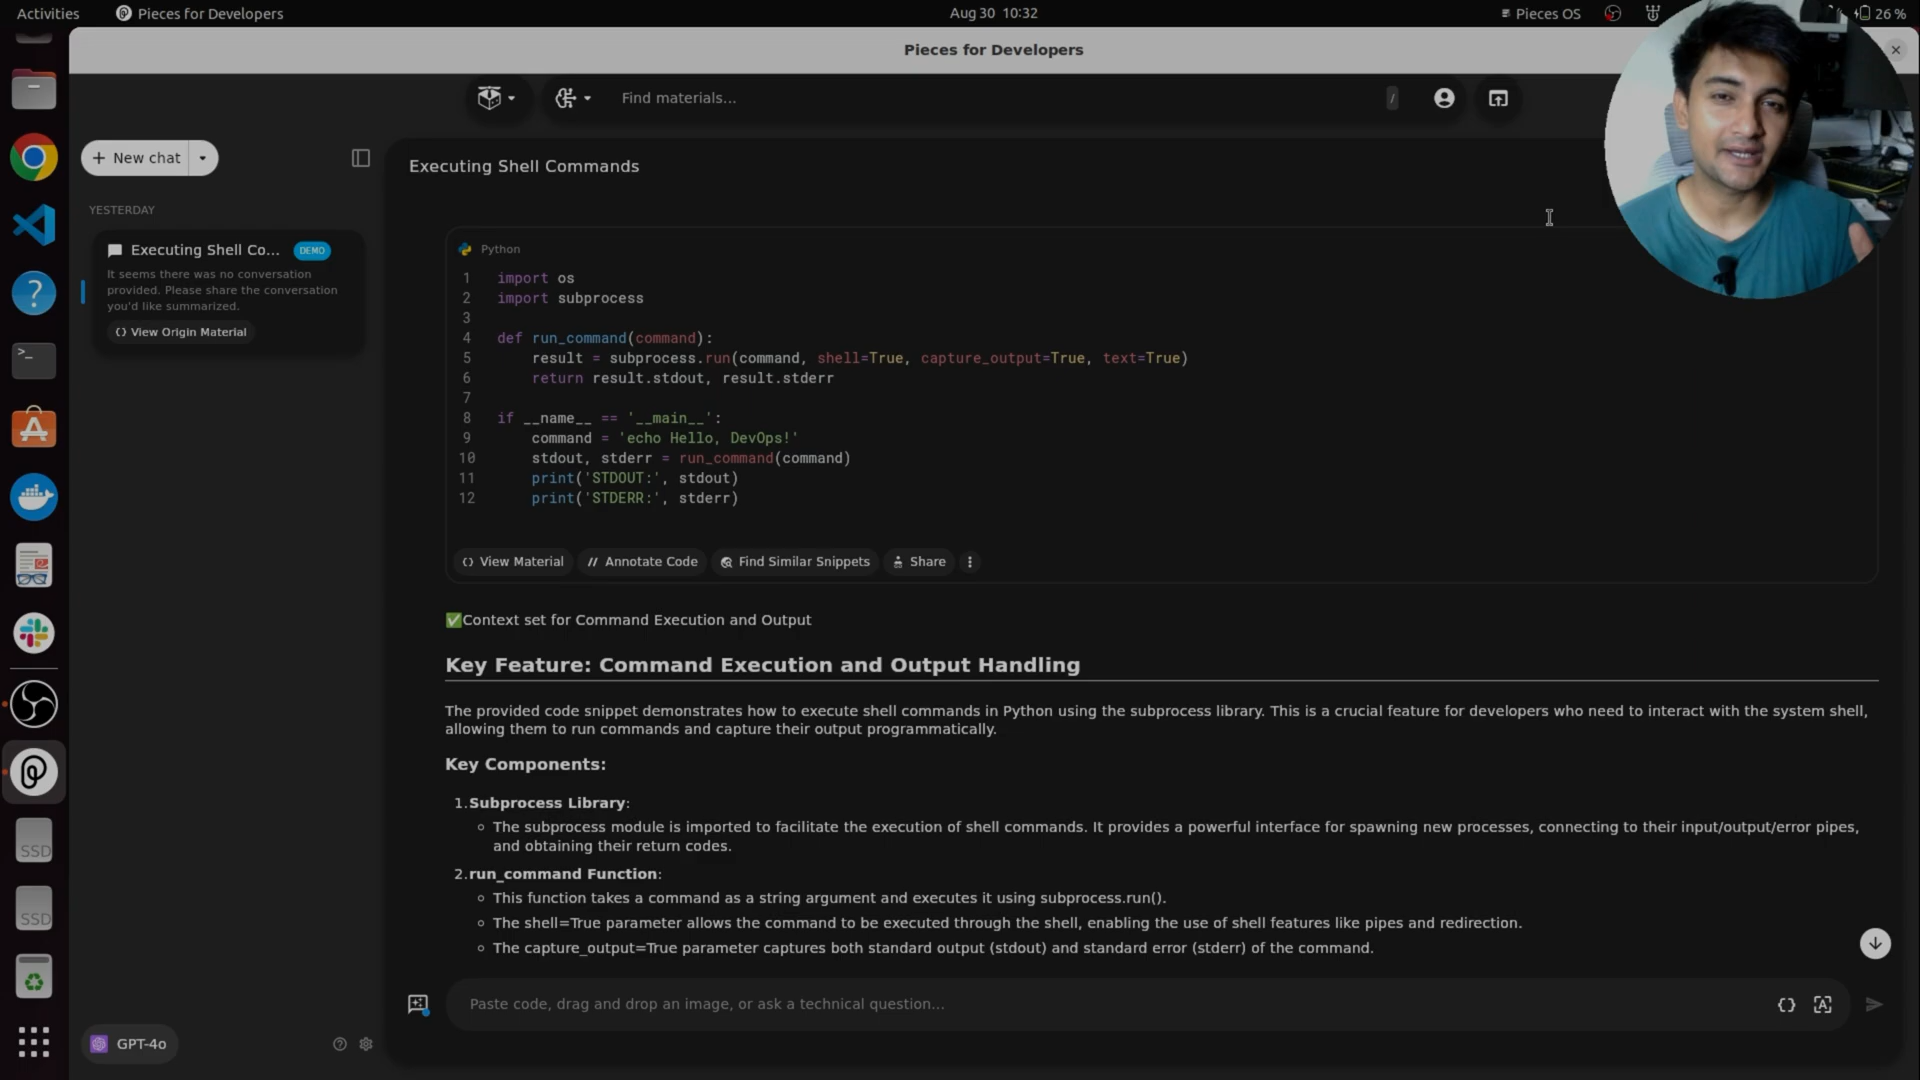 Activities
Pieces for Developers
Aug 30 10:32
Pieces OS
26 %
Pieces for Developers
Find materials...
/
+ New chat
YESTERDAY
Executing Shell Co...
DEMO
It seems there was no conversation
provided. Please share the conversation
you'd like summarized.
View Origin Material
Executing Shell Commands
Python
1 import os
2 import subprocess
3
4 def run_command(command):
5     result = subprocess.run(command, shell=True, capture_output=True, text=True)
6     return result.stdout, result.stderr
7
8 if __name__ == '__main__':
9     command = 'echo Hello, DevOps!'
10     stdout, stderr = run_command(command)
11     print('STDOUT:', stdout)
12     print('STDERR:', stderr)
View Material
// Annotate Code
Find Similar Snippets
Share
✅Context set for Command Execution and Output
Key Feature: Command Execution and Output Handling
The provided code snippet demonstrates how to execute shell commands in Python using the subprocess library. This is a crucial feature for developers who need to interact with the system shell,
allowing them to run commands and capture their output programmatically.
Key Components:
1.Subprocess Library:
○ The subprocess module is imported to facilitate the execution of shell commands. It provides a powerful interface for spawning new processes, connecting to their input/output/error pipes,
and obtaining their return codes.
2.run_command Function:
○ This function takes a command as a string argument and executes it using subprocess.run().
○ The shell=True parameter allows the command to be executed through the shell, enabling the use of shell features like pipes and redirection.
○ The capture_output=True parameter captures both standard output (stdout) and standard error (stderr) of the command.
Paste code, drag and drop an image, or ask a technical question...
GPT-4o
SSD
SSD